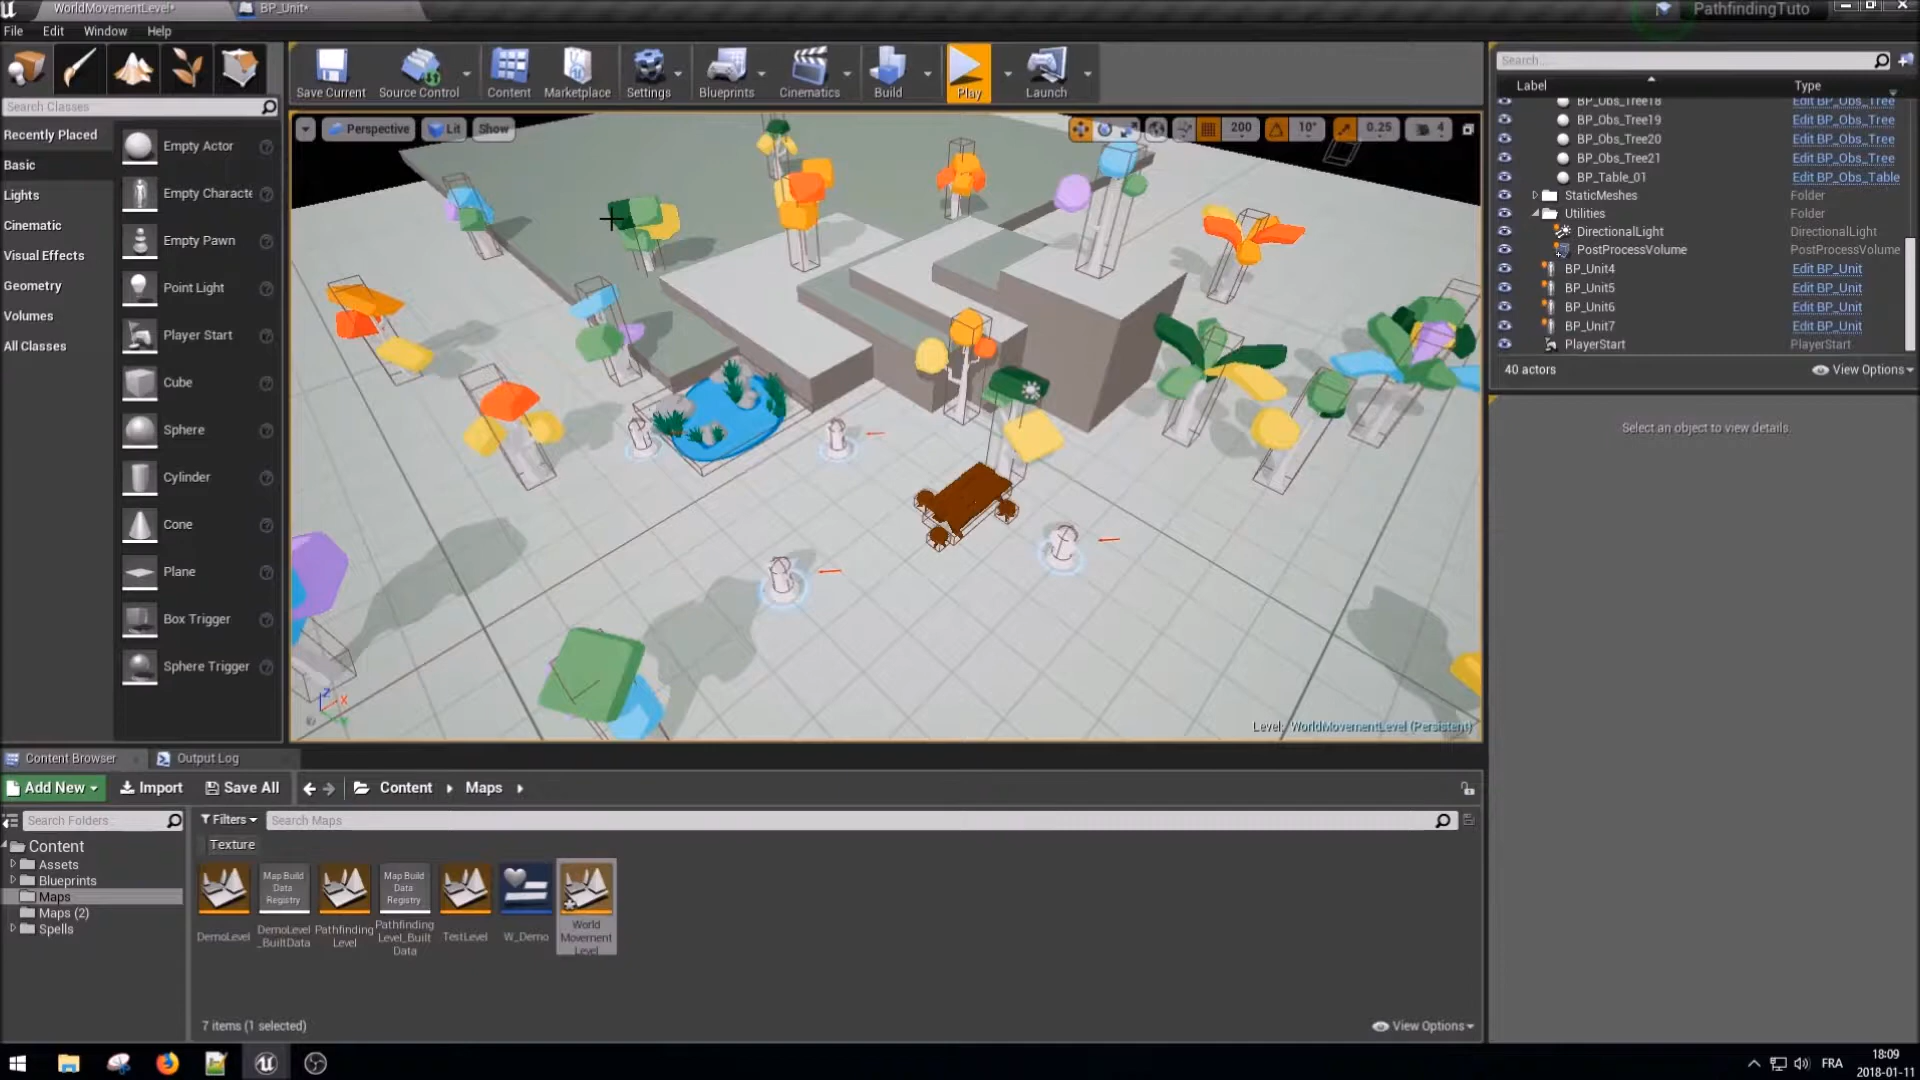 WorldMovementLevel*
BP_Unit*
PathfindingTuto
File Edit Window Help
Save Current
Source Control
Content
Marketplace
Settings
Blueprints
Cinematics
Build
Play
Launch
Search Classes
Recently Placed
Basic
Lights
Cinematic
Visual Effects
Geometry
Volumes
All Classes
Empty Actor
Empty Characte
Empty Pawn
Point Light
Player Start
Cube
Sphere
Cylinder
Cone
Plane
Box Trigger
Sphere Trigger
Perspective
Lit
Show
200
10°
0.25
4
Z
X
Y
Level: WorldMovementLevel (Persistent)
Search...
Label Type
BP_Obs_Tree18 Edit BP_Obs_Tree
BP_Obs_Tree19 Edit BP_Obs_Tree
BP_Obs_Tree20 Edit BP_Obs_Tree
BP_Obs_Tree21 Edit BP_Obs_Tree
BP_Table_01 Edit BP_Obs_Table
StaticMeshes Folder
Utilities Folder
DirectionalLight DirectionalLight
PostProcessVolume PostProcessVolume
BP_Unit4 Edit BP_Unit
BP_Unit5 Edit BP_Unit
BP_Unit6 Edit BP_Unit
BP_Unit7 Edit BP_Unit
PlayerStart PlayerStart
40 actors
View Options
Select an object to view details.
Content Browser
Output Log
Add New
Import
Save All
Content
Maps
Search Folders
Filters
Search Maps
Texture
Content
Assets
Blueprints
Maps
Maps (2)
Spells
DemoLevel
Map Build
Data
Registry
DemoLevel
_BuiltData
Pathfinding
Level
Map Build
Data
Registry
Pathfinding
Level_Built
Data
TestLevel
W_Demo
World
Movement
Level
7 items (1 selected)
View Options
FRA
18:09
2018-01-11